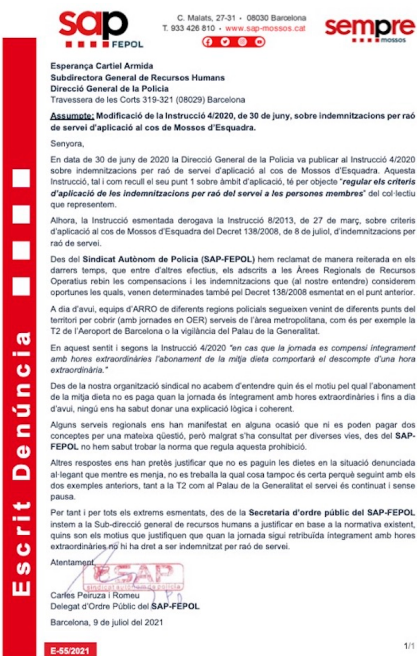 sap
FEPOL
C. Malats, 27-31 · 08030 Barcelona
T. 933 426 810 · www.sap-mossos.cat
sempre
mossos
Esperança Cartiel Armida
Subdirectora General de Recursos Humans
Direcció General de la Policia
Travessera de les Corts 319-321 (08029) Barcelona
Assumpte: Modificació de la Instrucció 4/2020, de 30 de juny, sobre indemnitzacions per raó
de servei d'aplicació al cos de Mossos d'Esquadra.
Senyora,
En data de 30 de juny de 2020 la Direcció General de la Policia va publicar al Instrucció 4/2020
sobre indemnitzacions per raó de servei d'aplicació al cos de Mossos d'Esquadra. Aquesta
Instrucció, tal i com recull el seu punt 1 sobre àmbit d'aplicació, té per objecte "regular els criteris
d'aplicació de les indemnitzacions per raó del servei a les persones membres" del col·lectiu
que representem.
Alhora, la Instrucció esmentada derogava la Instrucció 8/2013, de 27 de març, sobre criteris
d'aplicació al cos de Mossos d'Esquadra del Decret 138/2008, de 8 de juliol, d'indemnitzacions per
raó de servei.
Des del Sindicat Autònom de Policia (SAP-FEPOL) hem reclamat de manera reiterada en els
darrers temps, que entre d'altres efectius, els adscrits a les Àrees Regionals de Recursos
Operatius rebin les compensacions i les indemnitzacions que (al nostre entendre) considerem
oportunes les quals, venen determinades també pel Decret 138/2008 esmentat en el punt anterior.
A dia d'avui, equips d'ARRO de diferents regions policials segueixen venint de diferents punts del
territori per cobrir (amb jornades en OER) serveis de l'àrea metropolitana, com és per exemple la
T2 de l'Aeroport de Barcelona o la vigilància del Palau de la Generalitat.
En aquest sentit i segons la Instrucció 4/2020 "en cas que la jornada es compensi íntegrament
amb hores extraordinàries l'abonament de la mitja dieta comportarà el descompte d'una hora
extraordinària."
Des de la nostra organització sindical no acabem d'entendre quin és el motiu pel qual l'abonament
de la mitja dieta no es paga quan la jornada és íntegrament amb hores extraordinàries i fins a dia
d'avui, ningú ens ha sabut donar una explicació lògica i coherent.
Alguns serveis regionals ens han manifestat en alguna ocasió que ni es poden pagar dos
conceptes per una mateixa qüestió, però malgrat s'ha consultat per diverses vies, des del SAP-
FEPOL no hem sabut trobar la norma que regula aquesta prohibició.
Altres respostes ens han pretès justificar que no es paguin les dietes en la situació denunciada
al·legant que mentre es menja, no es treballa la qual cosa tampoc és certa perquè seguint amb els
dos exemples anteriors, tant a la T2 com al Palau de la Generalitat el servei és continuat i sense
pausa.
Per tant i per tots els extrems esmentats, des de la Secretaria d'ordre públic del SAP-FEPOL
instem a la Sub-direcció general de recursos humans a justificar en base a la normativa existent,
quins son els motius que justifiquen que quan la jornada sigui retribuïda íntegrament amb hores
extraordinàries no hi ha dret a ser indemnitzat per raó de servei.
Atentament,
SAP
sindicat autònom de policia
Carles Peiruza i Romeu
Delegat d'Ordre Públic del SAP-FEPOL
Barcelona, 9 de juliol del 2021
Escrit Denúncia
E-55/2021
1/1